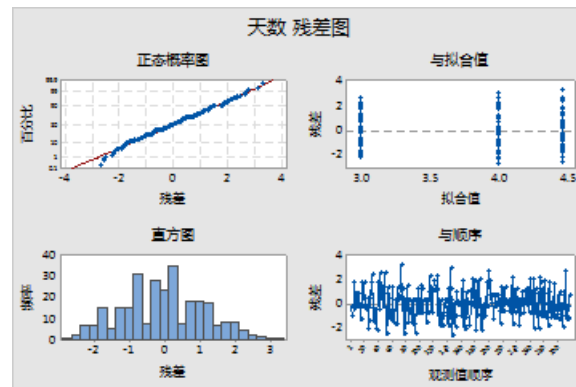 天数 残差图
正态概率图
百分比
-4 -2 0 2 4
残差
与拟合值
残差
4
2
0
-2
3.0 3.5 4.0 4.5
拟合值
直方图
频率
40
30
20
10
0
-2 -1 0 1 2 3
残差
与顺序
残差
4
2
0
-2
观测值顺序